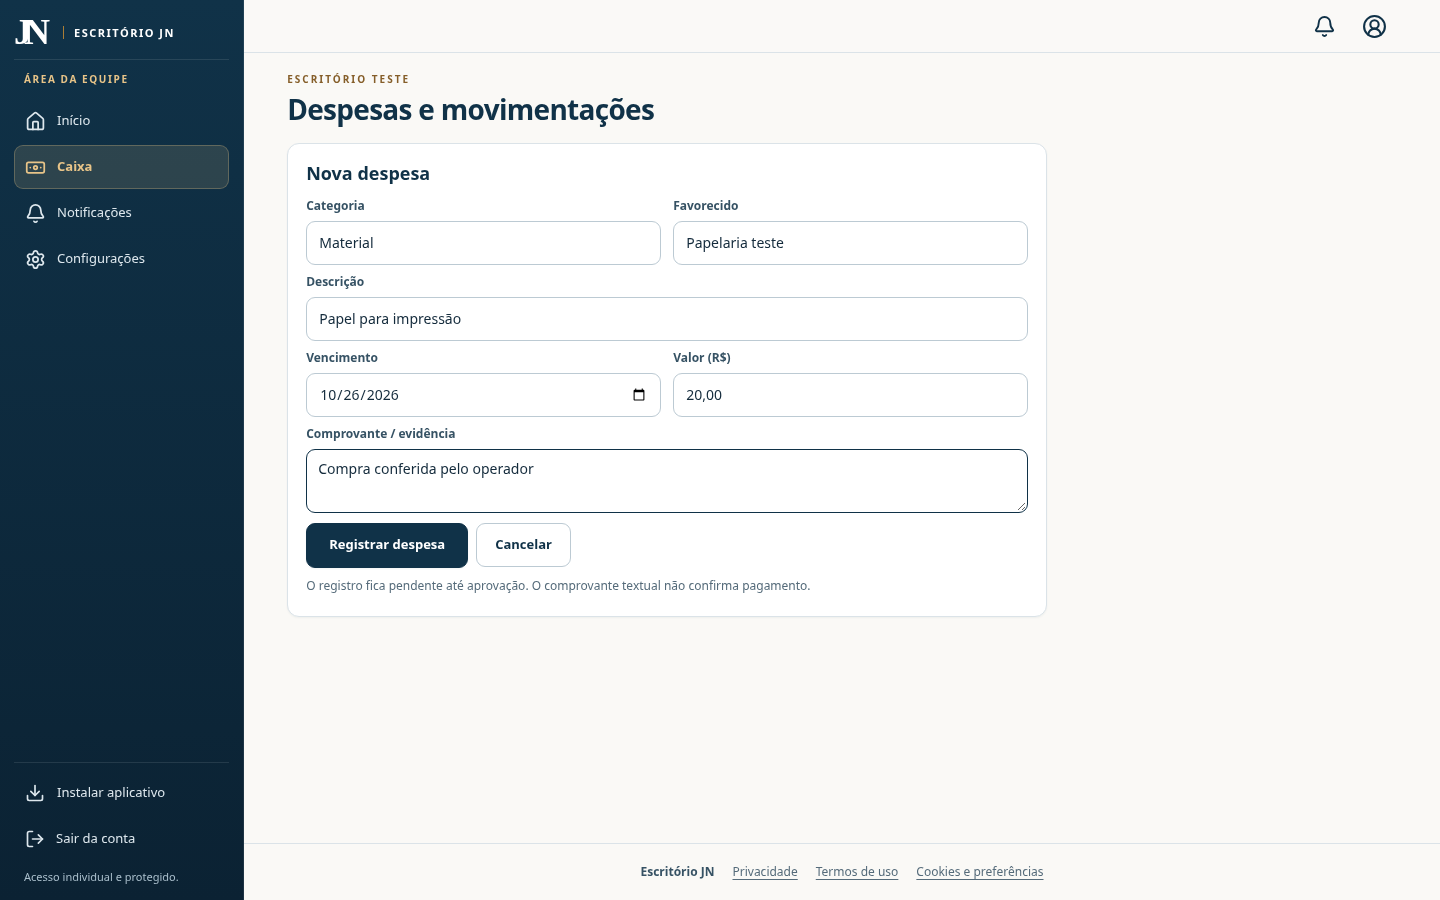 JN ESCRITÓRIO JN
ÁREA DA EQUIPE
Início
Caixa
Notificações
Configurações
Instalar aplicativo
Sair da conta
Acesso individual e protegido.
ESCRITÓRIO TESTE
Despesas e movimentações
Nova despesa
Categoria Favorecido
Material Papelaria teste
Descrição
Papel para impressão
Vencimento Valor (R$)
10/26/2026 20,00
Comprovante / evidência
Compra conferida pelo operador
Registrar despesa Cancelar
O registro fica pendente até aprovação. O comprovante textual não confirma pagamento.
Escritório JN Privacidade Termos de uso Cookies e preferências